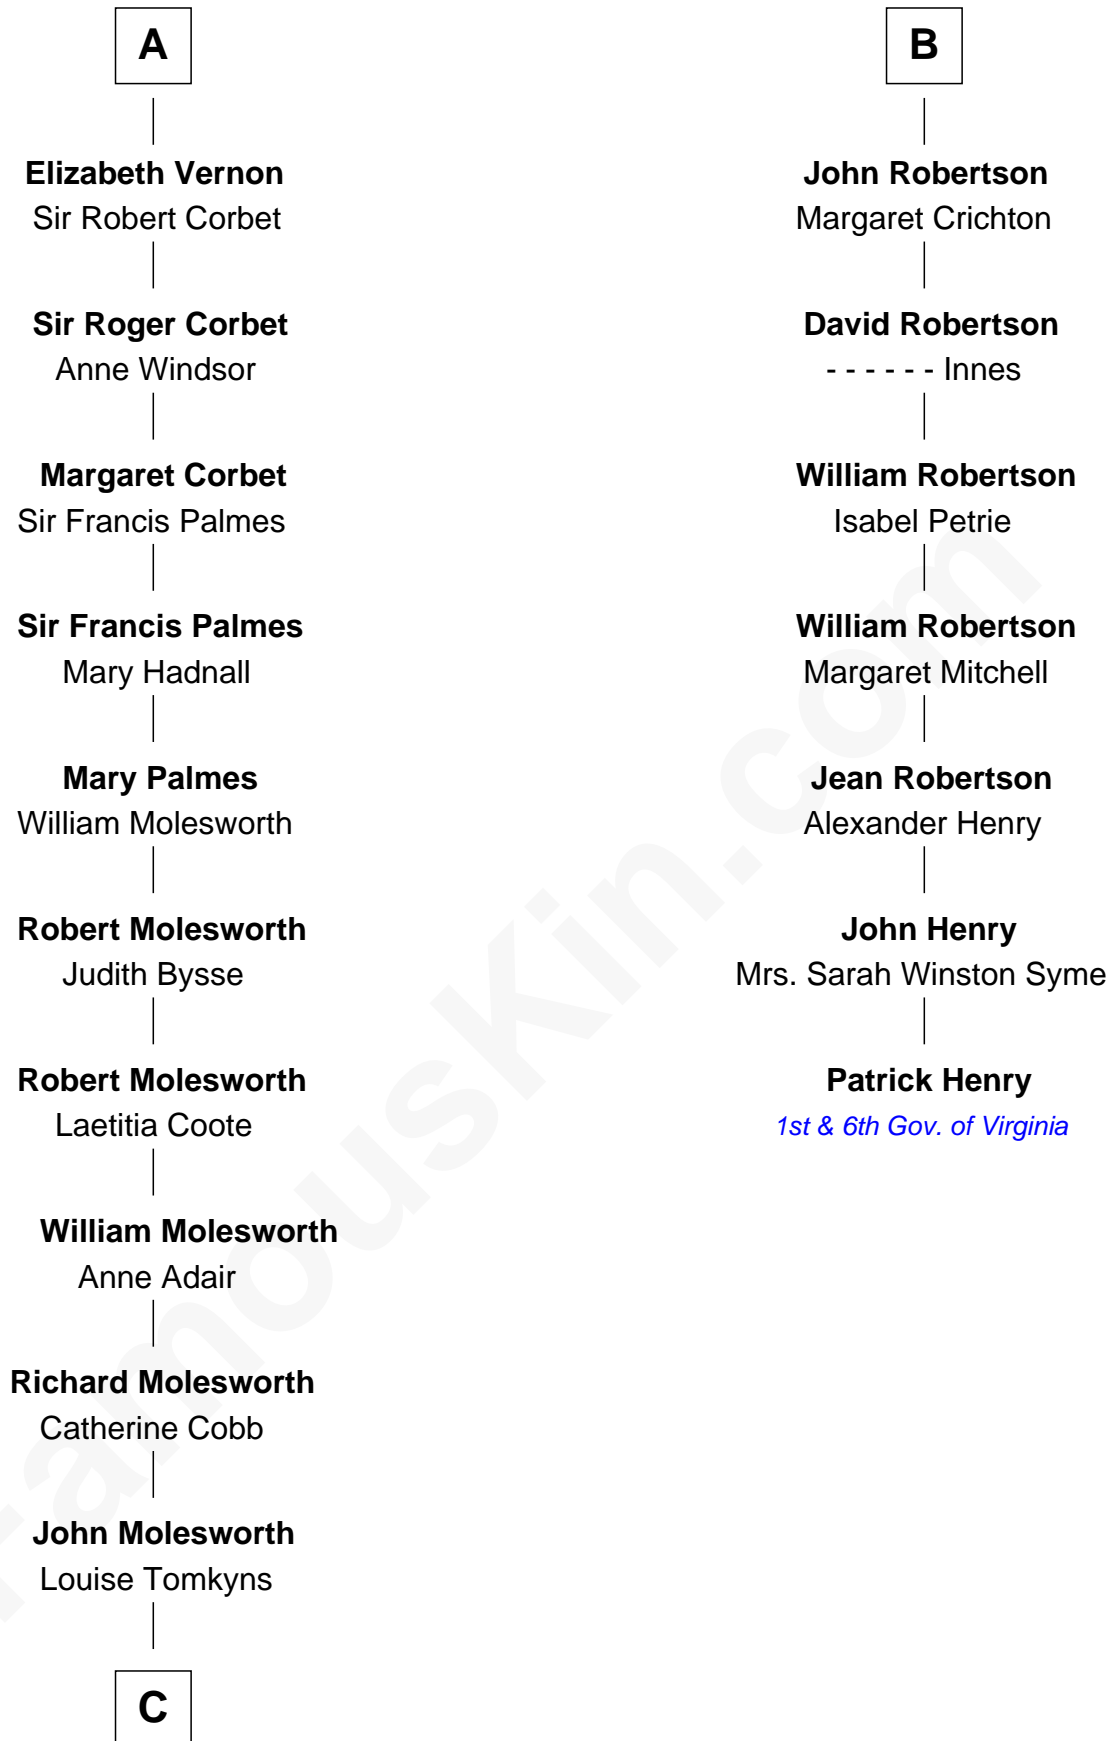 A
Elizabeth Vernon
Sir Robert Corbet
Sir Roger Corbet
Anne Windsor
Margaret Corbet
Sir Francis Palmes
Sir Francis Palmes
Mary Hadnall
Mary Palmes
William Molesworth
Robert Molesworth
Judith Bysse
Robert Molesworth
Laetitia Coote
William Molesworth
Anne Adair
Richard Molesworth
Catherine Cobb
John Molesworth
Louise Tomkyns
C
B
John Robertson
Margaret Crichton
David Robertson
- - - - - - Innes
William Robertson
Isabel Petrie
William Robertson
Margaret Mitchell
Jean Robertson
Alexander Henry
John Henry
Mrs. Sarah Winston Syme
Patrick Henry
1st & 6th Gov. of Virginia
FamousKin.com